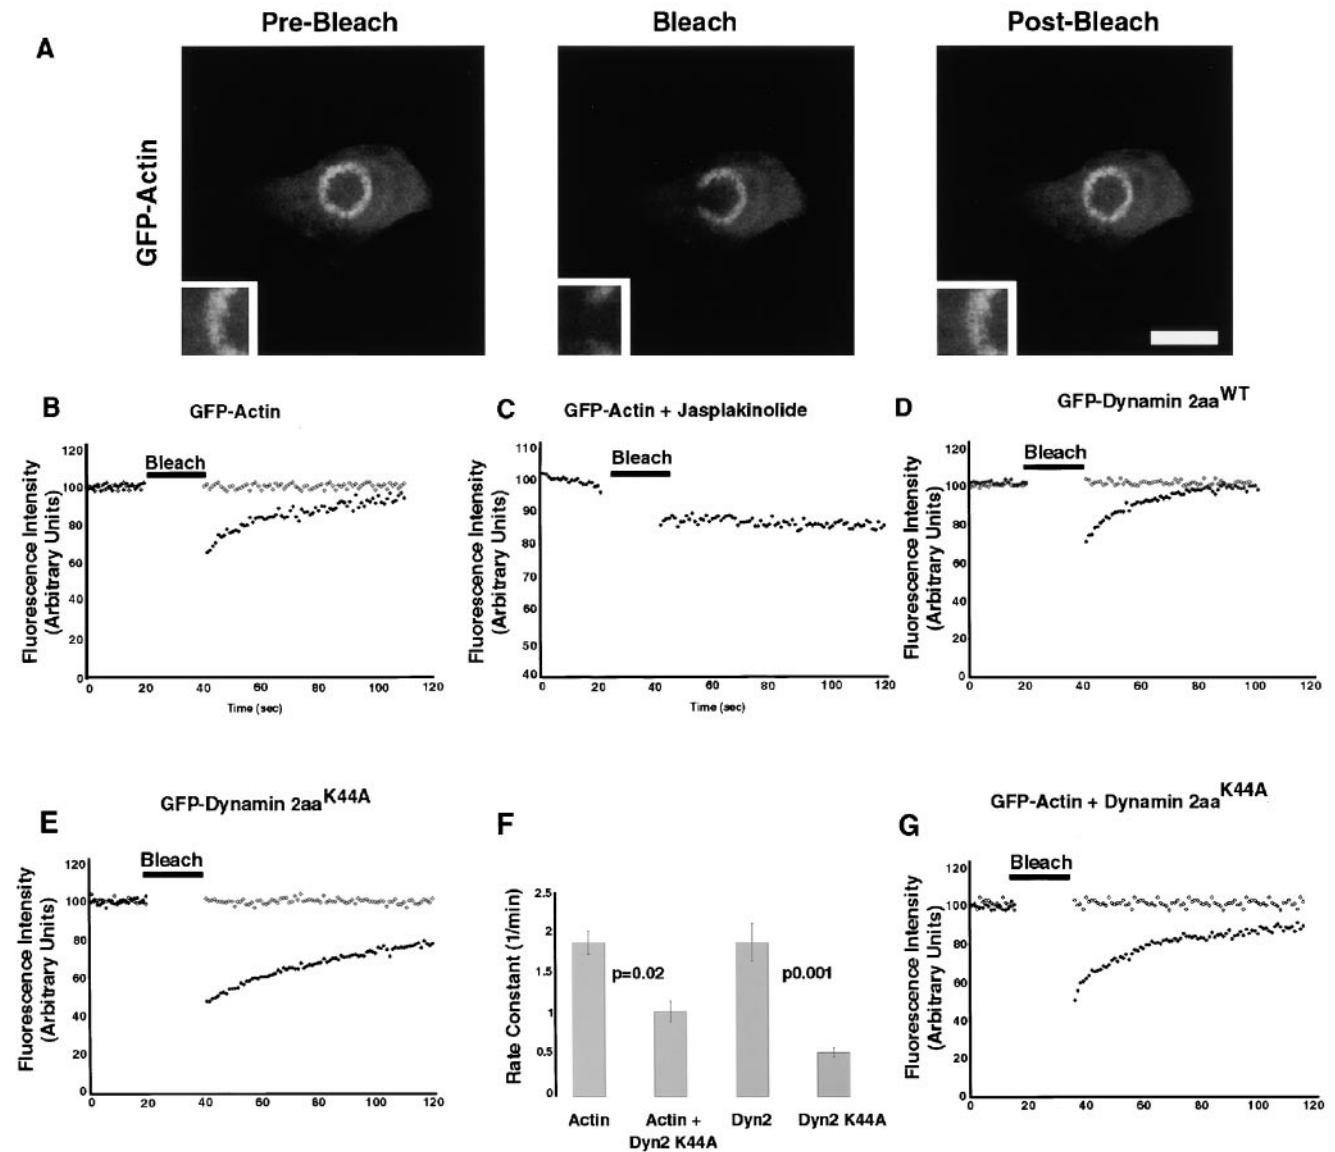 Pre-Bleach Bleach Post-Bleach
A
GFP-Actin
B GFP-Actin
Bleach
Fluorescence Intensity
(Arbitrary Units)
120
100
80
60
40
20
0
0 20 40 60 80 100 120
Time (sec)
C GFP-Actin + Jasplakinolide
Bleach
Fluorescence Intensity
(Arbitrary Units)
110
100
90
80
70
60
50
40
0 20 40 60 80 100 120
Time (sec)
D GFP-Dynamin 2aaWT
Bleach
Fluorescence Intensity
(Arbitrary Units)
120
100
80
60
40
20
0
0 20 40 60 80 100 120
E GFP-Dynamin 2aaK44A
Bleach
Fluorescence Intensity
(Arbitrary Units)
120
100
80
60
40
20
0
0 20 40 60 80 100 120
F
Rate Constant (1/min)
2.5
2
1.5
1
0.5
0
p=0.02 p0.001
Actin Actin + Dyn2 Dyn2 K44A
Dyn2 K44A
G GFP-Actin + Dynamin 2aaK44A
Bleach
Fluorescence Intensity
(Arbitrary Units)
120
100
80
60
40
20
0
0 20 40 60 80 100 120